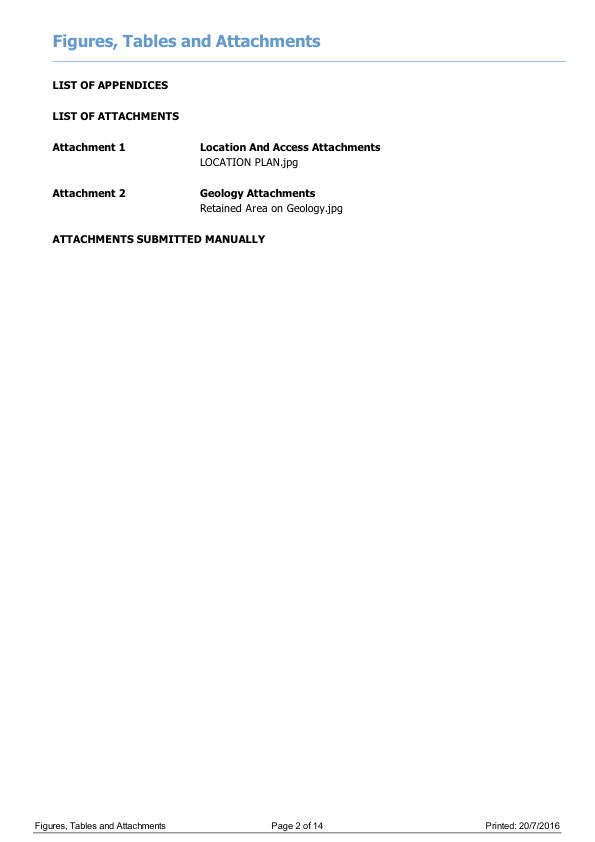 Figures, Tables and Attachments
LIST OF APPENDICES
LIST OF ATTACHMENTS
Attachment 1 Location And Access Attachments
LOCATION PLAN.jpg
Attachment 2 Geology Attachments
Retained Area on Geology.jpg
ATTACHMENTS SUBMITTED MANUALLY
Figures, Tables and Attachments Page 2 of 14 Printed: 20/7/2016